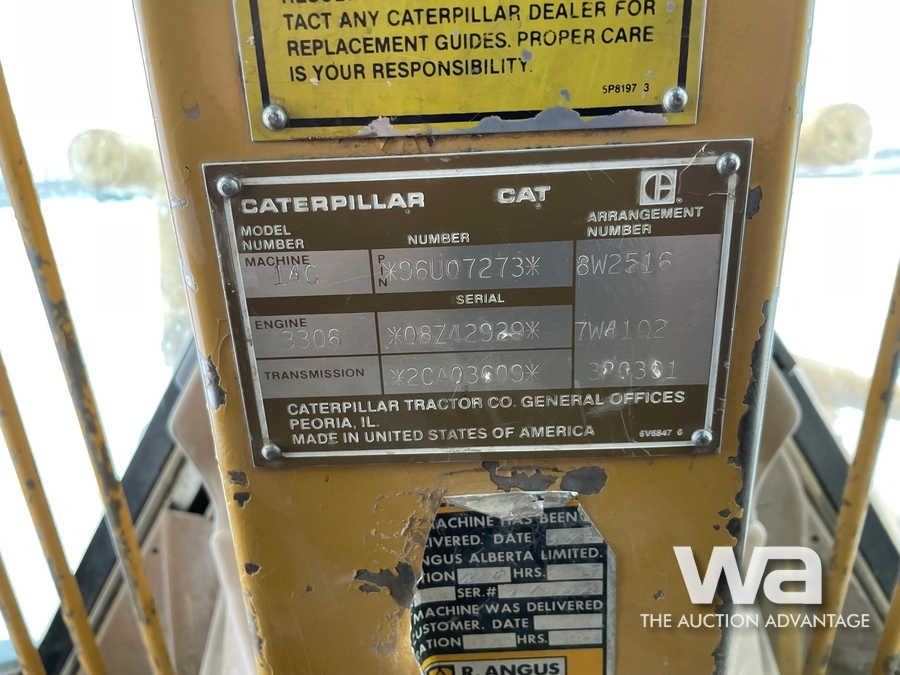 TACT ANY CATERPILLAR DEALER FOR
REPLACEMENT GUIDES. PROPER CARE
IS YOUR RESPONSIBILITY.
5P8197 3
CATERPILLAR CAT
MODEL NUMBER NUMBER ARRANGEMENT NUMBER
MACHINE PIN *96U07273* 8W2516
SERIAL
ENGINE 3306 7W4102
TRANSMISSION
CATERPILLAR TRACTOR CO. GENERAL OFFICES
PEORIA, IL.
MADE IN UNITED STATES OF AMERICA 6V6847 6
MACHINE HAS BEEN
DATE
ANGUS ALBERTA LIMITED.
HRS.
SER.#
MACHINE WAS DELIVERED
DATE
HRS.
R. ANGUS
wa
THE AUCTION ADVANTAGE